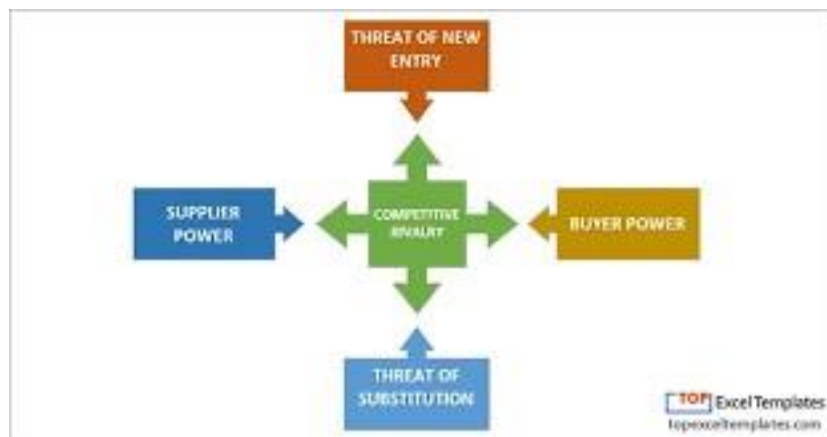 THREAT OF NEW
ENTRY
SUPPLIER
POWER
COMPETITIVE
RIVALRY
BUYER POWER
THREAT OF
SUBSTITUTION
TOP Excel Templates
topexceltemplates.com